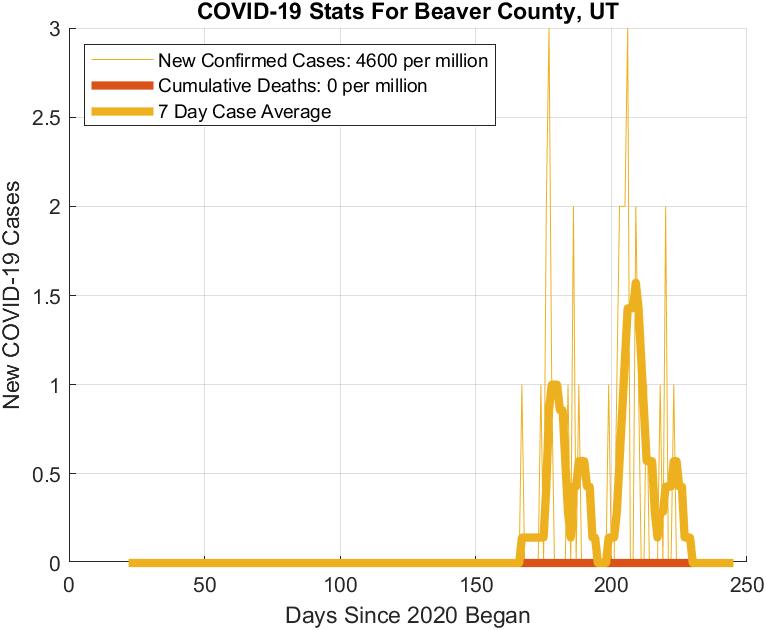 COVID-19 Stats For Beaver County, UT
New Confirmed Cases: 4600 per million
Cumulative Deaths: 0 per million
7 Day Case Average
New COVID-19 Cases
3
2.5
2
1.5
1
0.5
0
0 50 100 150 200 250
Days Since 2020 Began